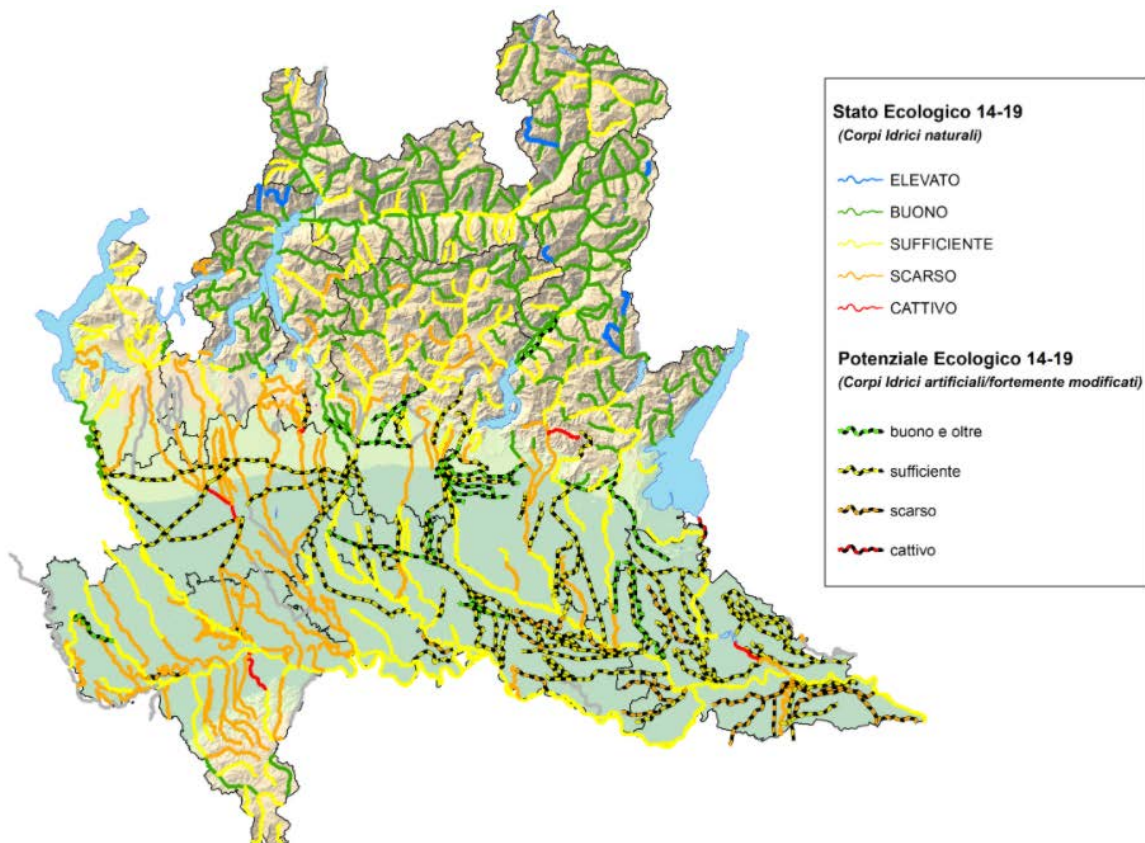 Stato Ecologico 14-19
(Corpi Idrici naturali)
ELEVATO
BUONO
SUFFICIENTE
SCARSO
CATTIVO
Potenziale Ecologico 14-19
(Corpi Idrici artificiali/fortemente modificati)
buono e oltre
sufficiente
scarso
cattivo